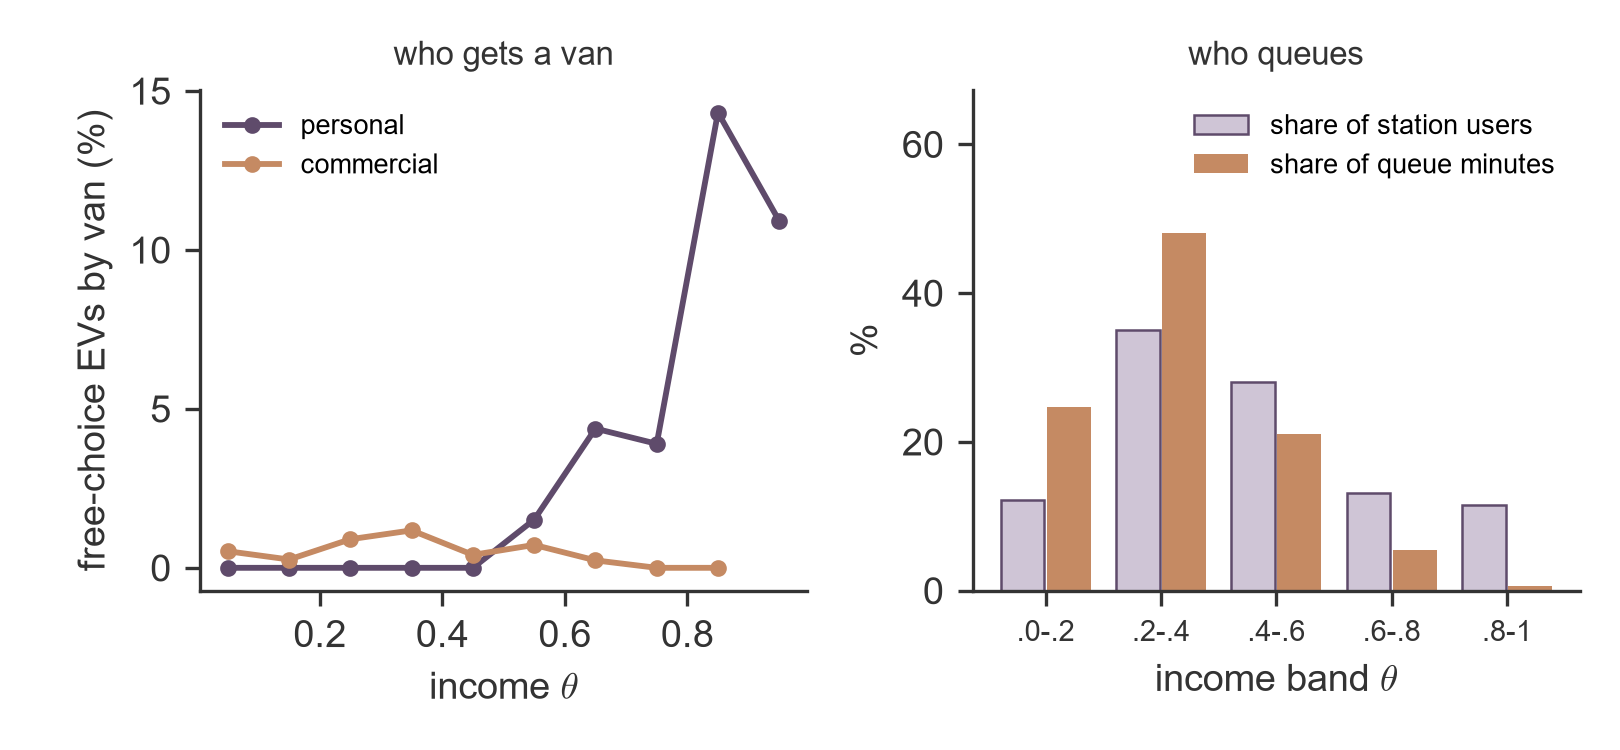 who gets a van
15
10
5
0
free-choice EVs by van (%)
personal
commercial
0.2 0.4 0.6 0.8
income θ
who queues
60
40
20
0
%
share of station users
share of queue minutes
.0-.2 .2-.4 .4-.6 .6-.8 .8-1
income band θ